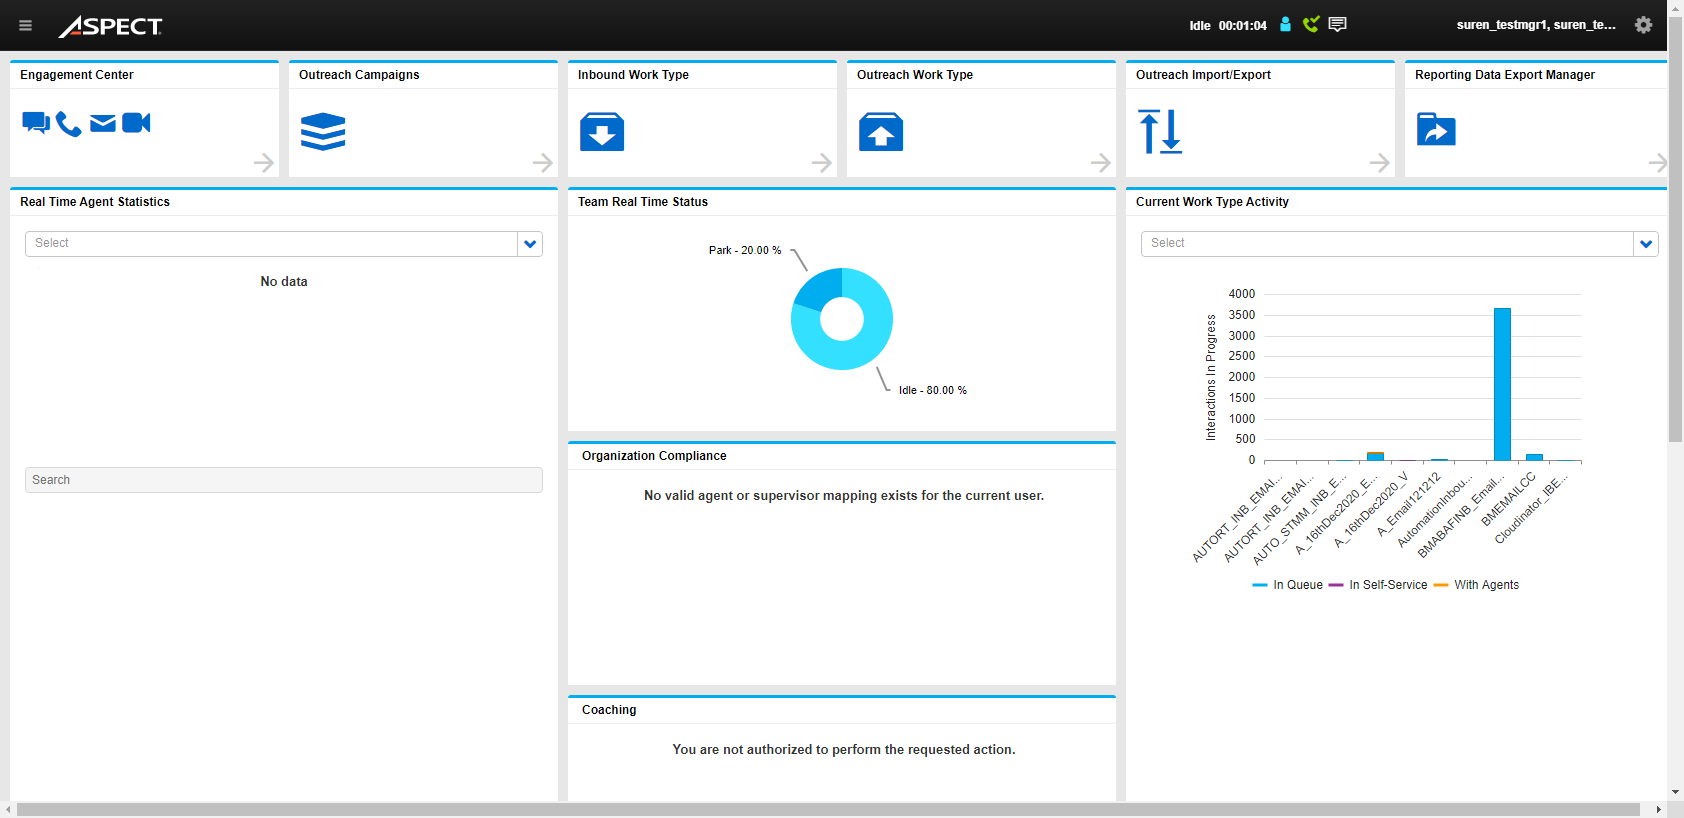 ASPECT
Idle 00:01:04
suren_testmgr1, suren_te...
Engagement Center
Outreach Campaigns
Inbound Work Type
Outreach Work Type
Outreach Import/Export
Reporting Data Export Manager
Real Time Agent Statistics
Select
No data
Search
Team Real Time Status
Park - 20.00 %
Idle - 80.00 %
Organization Compliance
No valid agent or supervisor mapping exists for the current user.
Coaching
You are not authorized to perform the requested action.
Current Work Type Activity
Select
Interactions In Progress
4000
3500
3000
2500
2000
1500
1000
500
0
AUTORT_INB_EMAI...
AUTORT_INB_EMAI...
AUTO_STMM_INB_E...
A_16thDec2020_E...
A_16thDec2020_V
A_Email121212
AutomationInbou...
BMABAFINB_Email...
BMEMAILCC
Cloudinator_IBE...
In Queue In Self-Service With Agents